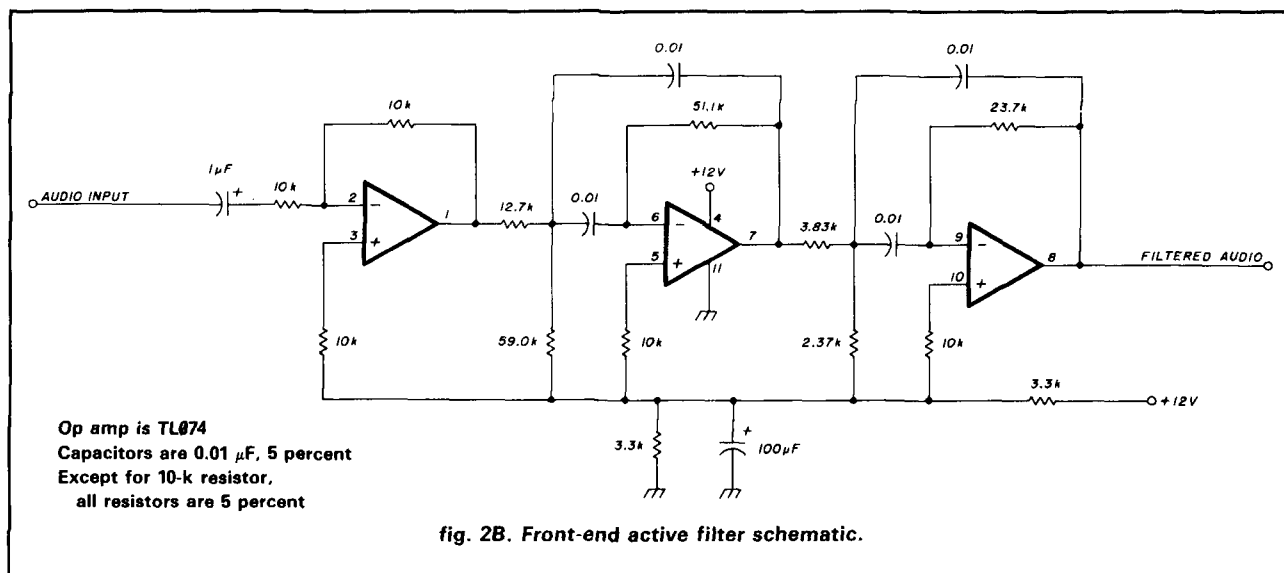 0.01
0.01
10k
51.1k
23.7k
1µF
+12V
AUDIO INPUT
+
10k
2
−
1
12.7k
0.01
6
−
4
7
3.83k
0.01
9
−
8
FILTERED AUDIO
3
+
5
+
11
10
+
10k
59.0k
10k
2.37k
10k
3.3k
+12V
3.3k
+
100µF
Op amp is TL074
Capacitors are 0.01 µF, 5 percent
Except for 10-k resistor,
all resistors are 5 percent
fig. 2B. Front-end active filter schematic.